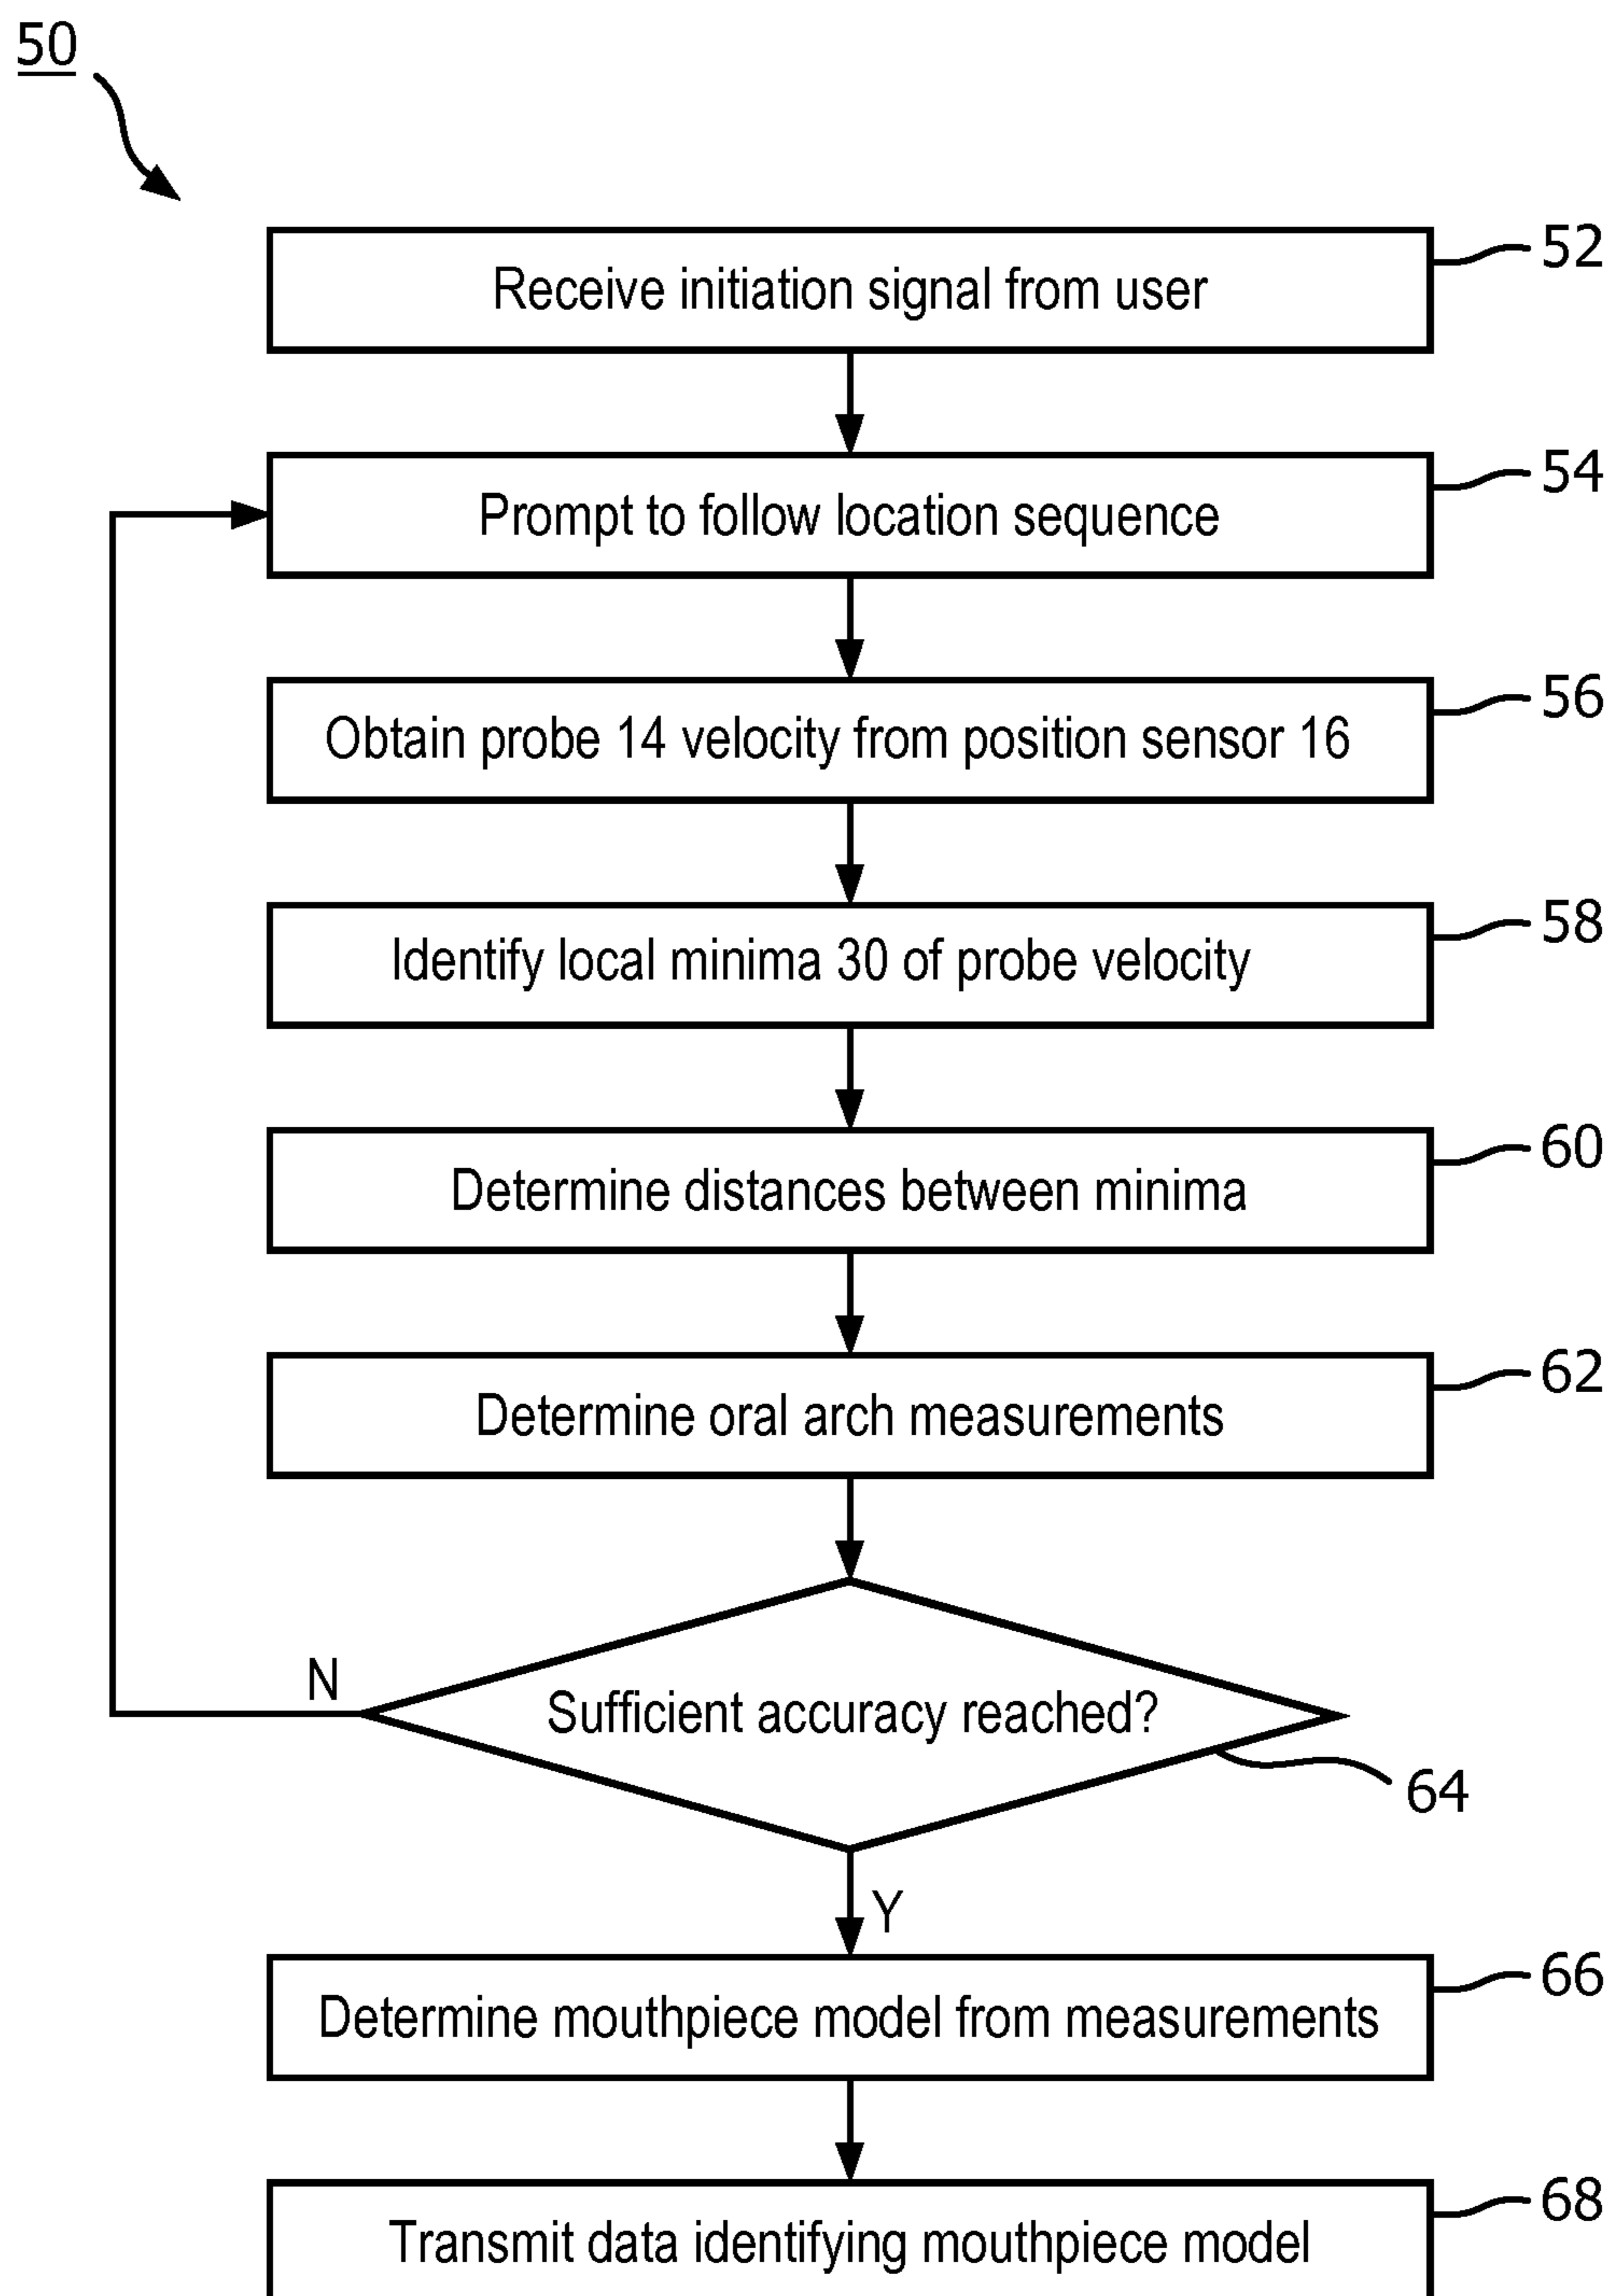 50
Receive initiation signal from user
52
Prompt to follow location sequence
54
Obtain probe 14 velocity from position sensor 16
56
Identify local minima 30 of probe velocity
58
Determine distances between minima
60
Determine oral arch measurements
62
N
Sufficient accuracy reached?
64
Y
Determine mouthpiece model from measurements
66
Transmit data identifying mouthpiece model
68